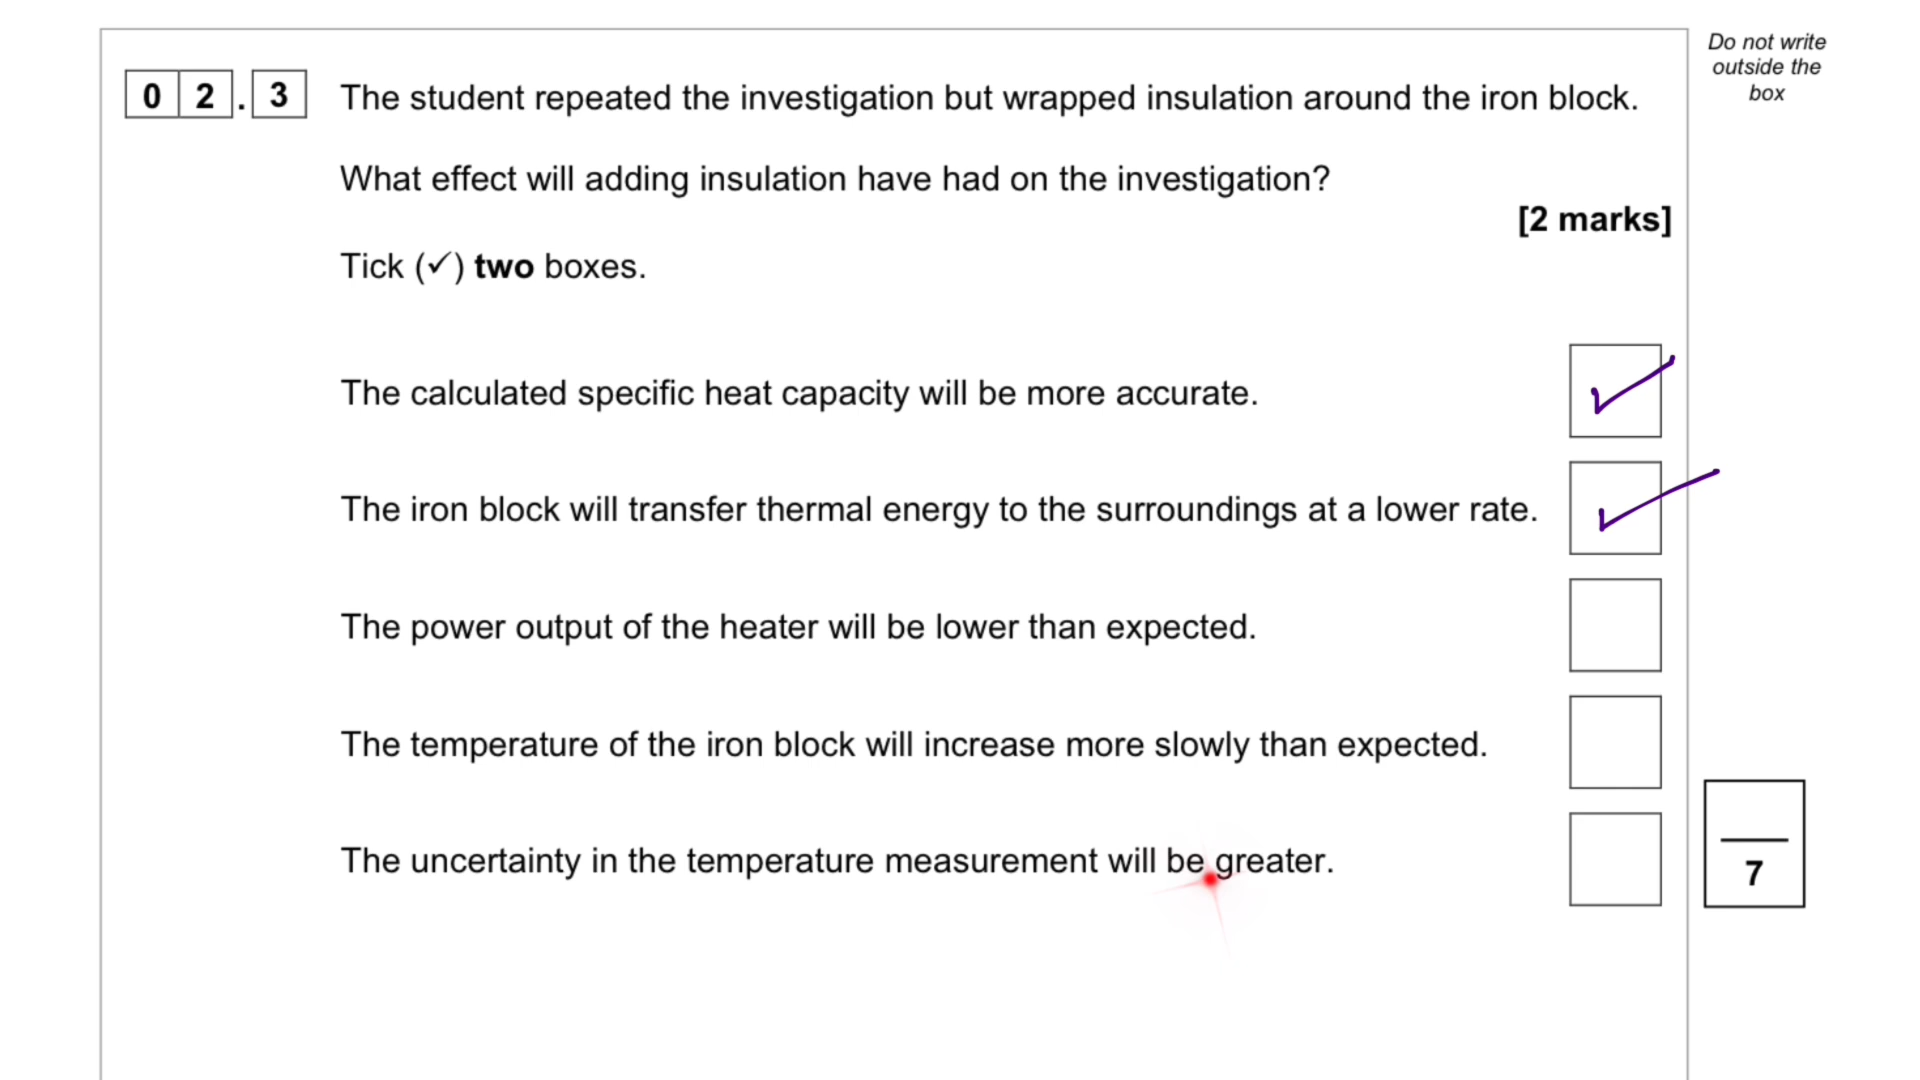 Do not write
outside the
box
02.3 The student repeated the investigation but wrapped insulation around the iron block.
What effect will adding insulation have had on the investigation?
[2 marks]
Tick (✓) two boxes.
The calculated specific heat capacity will be more accurate. ✓
The iron block will transfer thermal energy to the surroundings at a lower rate. ✓
The power output of the heater will be lower than expected.
The temperature of the iron block will increase more slowly than expected.
The uncertainty in the temperature measurement will be greater.
7